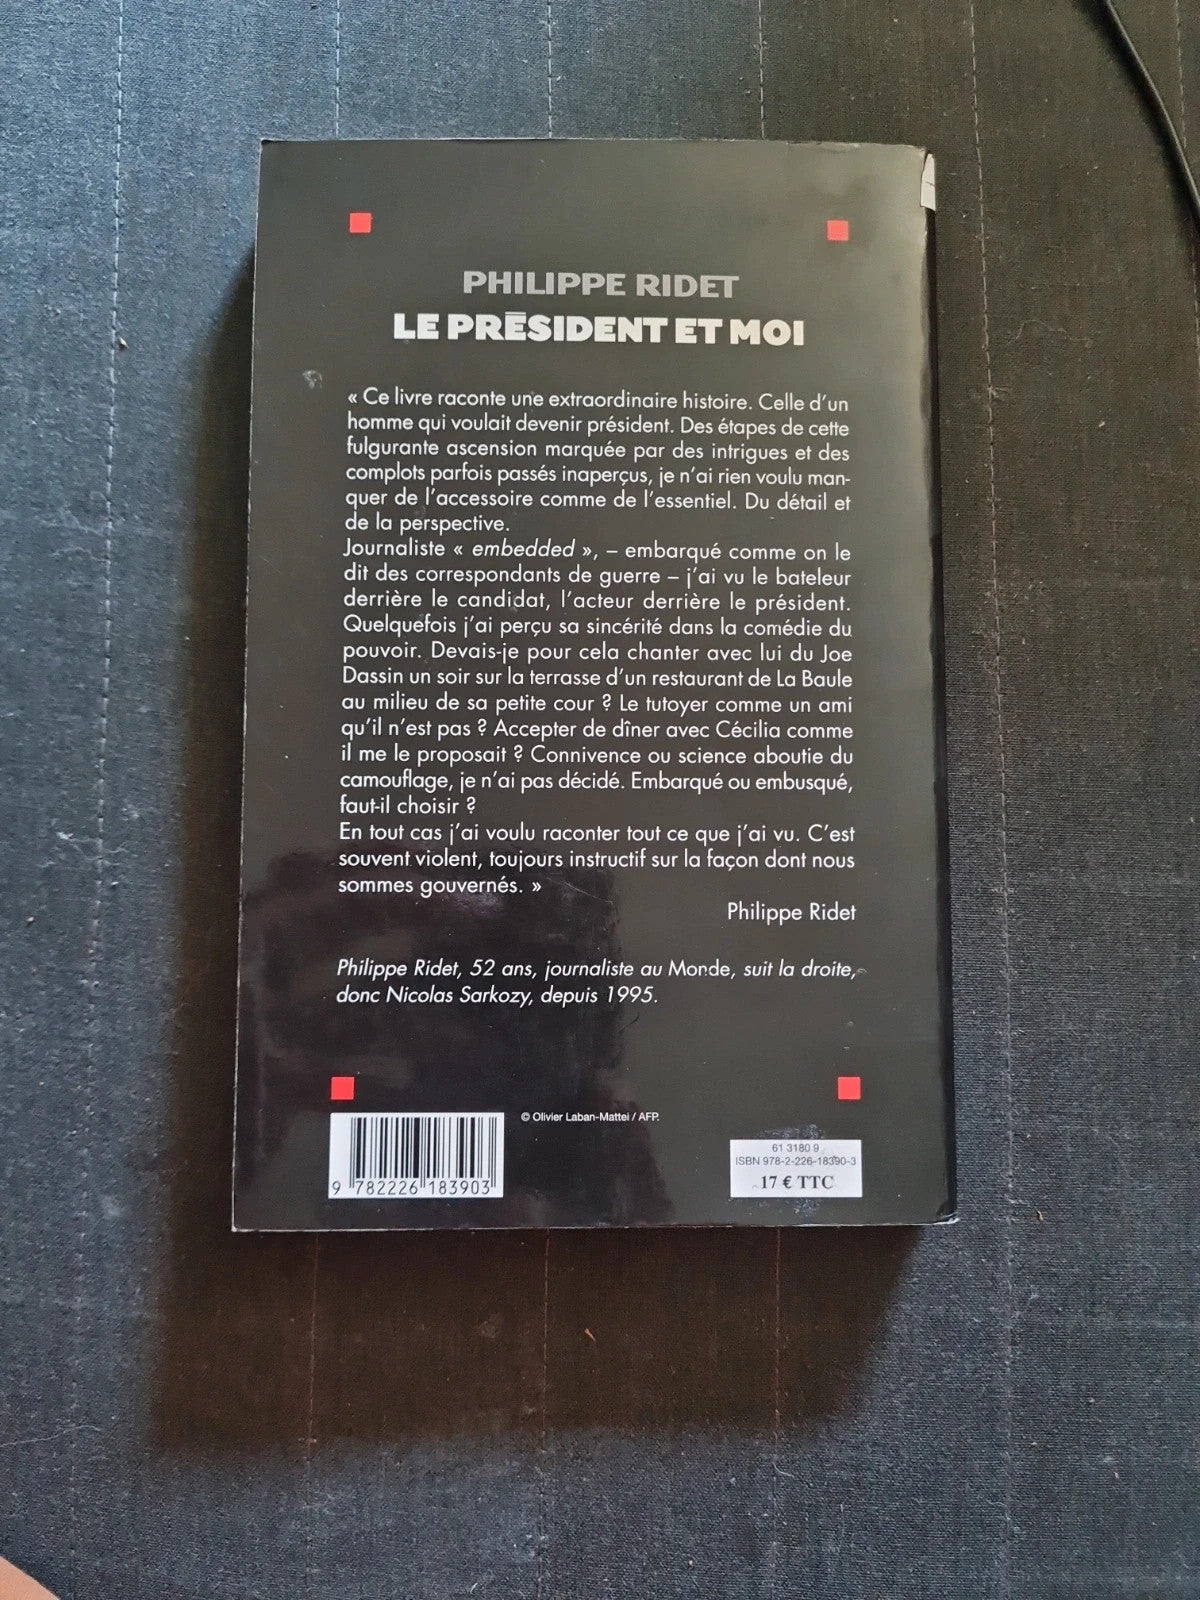 PHILIPPE RIDET
LE PRÉSIDENT ET MOI
« Ce livre raconte une extraordinaire histoire. Celle d'un
homme qui voulait devenir président. Des étapes de cette
fulgurante ascension marquée par des intrigues et des
complots parfois passés inaperçus, je n'ai rien voulu man-
quer de l'accessoire comme de l'essentiel. Du détail et
de la perspective.
Journaliste « embedded », – embarqué comme on le
dit des correspondants de guerre – j'ai vu le bateleur
derrière le candidat, l'acteur derrière le président.
Quelquefois j'ai perçu sa sincérité dans la comédie du
pouvoir. Devais-je pour cela chanter avec lui du Joe
Dassin un soir sur la terrasse d'un restaurant de La Baule
au milieu de sa petite cour ? Le tutoyer comme un ami
qu'il n'est pas ? Accepter de dîner avec Cécilia comme
il me le proposait ? Connivence ou science aboutie du
camouflage, je n'ai pas décidé. Embarqué ou embusqué,
faut-il choisir ?
En tout cas j'ai voulu raconter tout ce que j'ai vu. C'est
souvent violent, toujours instructif sur la façon dont nous
sommes gouvernés. »
Philippe Ridet
Philippe Ridet, 52 ans, journaliste au Monde, suit la droite,
donc Nicolas Sarkozy, depuis 1995.
© Olivier Laban-Mattei / AFP.
9 782226 183903
61 3180 9
ISBN 978-2-226-18390-3
17 € TTC